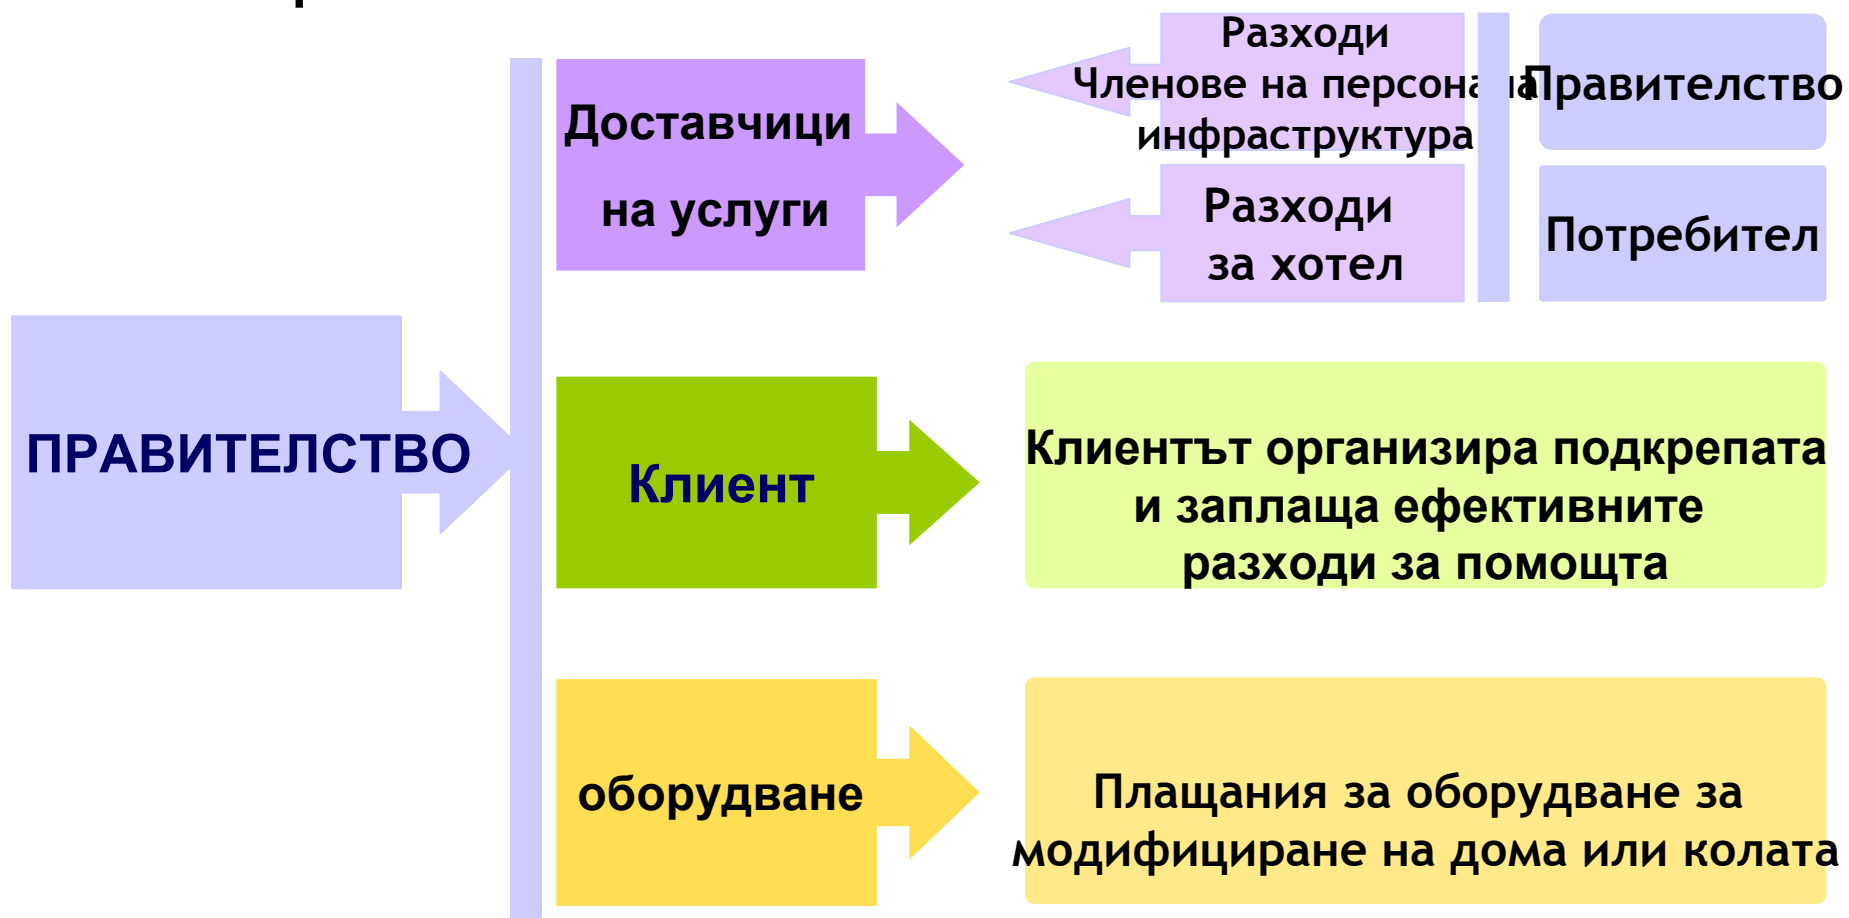 Разходи
Членове на персонала
инфраструктура
Правителство
Доставчици
на услуги
Разходи
за хотел
Потребител
ПРАВИТЕЛСТВО
Клиент
Клиентът организира подкрепата
и заплаща ефективните
разходи за помощта
оборудване
Плащания за оборудване за
модифициране на дома или колата